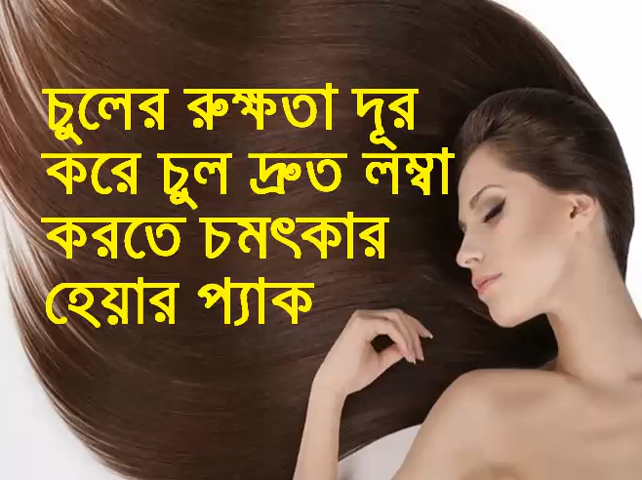 চুলের রুক্ষতা দূর
করে চুল দ্রুত লম্বা
করতে চমৎকার
হেয়ার প্যাক